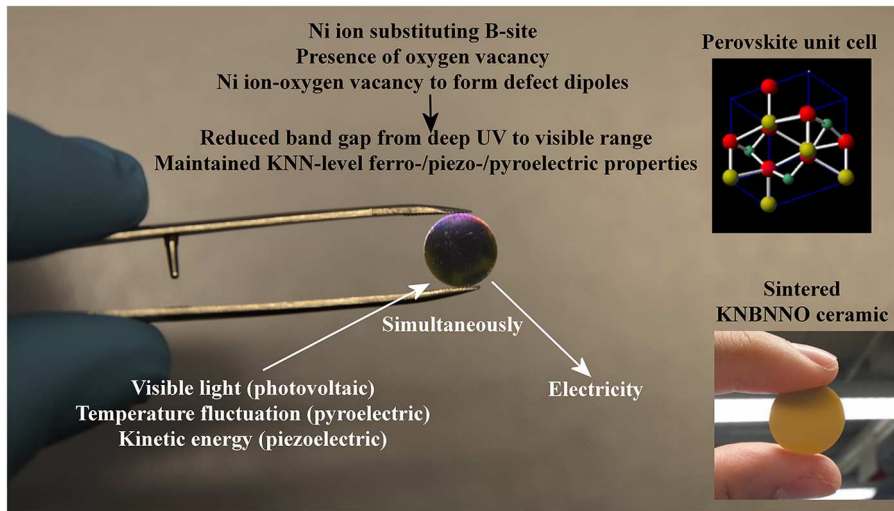 Ni ion substituting B-site
Presence of oxygen vacancy
Ni ion-oxygen vacancy to form defect dipoles
Reduced band gap from deep UV to visible range
Maintained KNN-level ferro-/piezo-/pyroelectric properties
Perovskite unit cell
Simultaneously
Visible light (photovoltaic)
Temperature fluctuation (pyroelectric)
Kinetic energy (piezoelectric)
Electricity
Sintered
KNBNNO ceramic